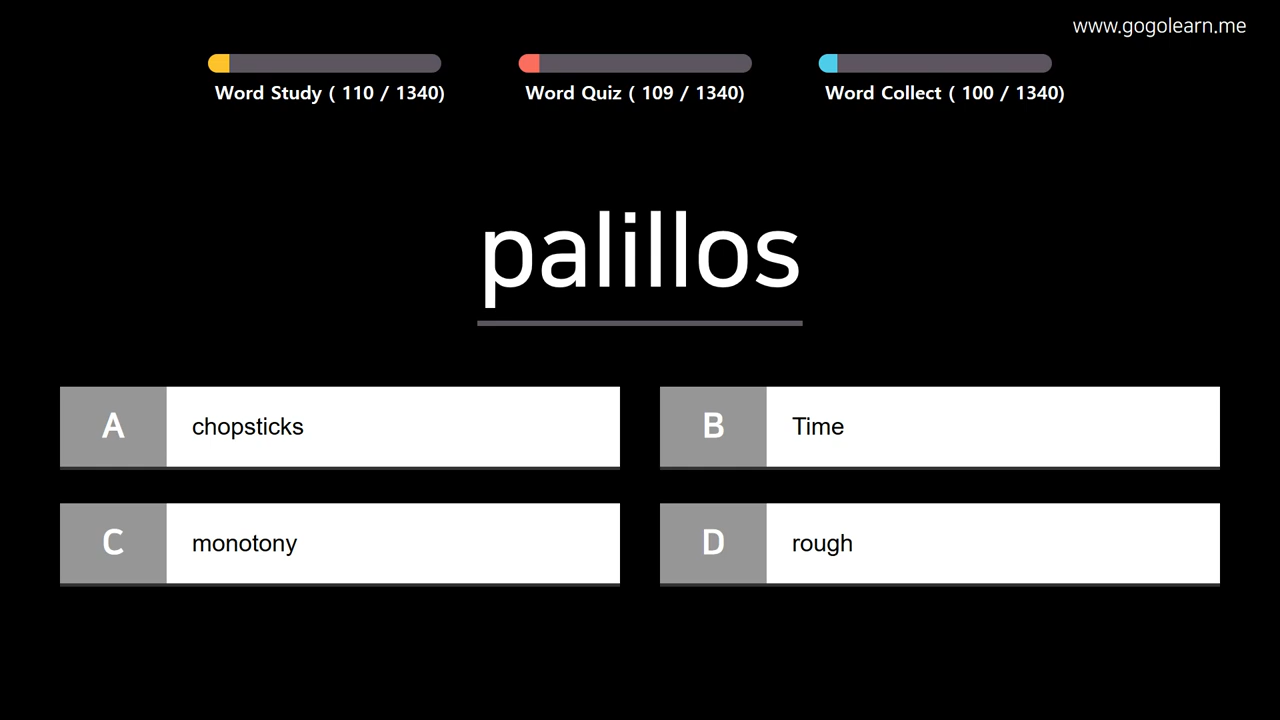 www.gogolearn.me
Word Study ( 110 / 1340)
Word Quiz ( 109 / 1340)
Word Collect ( 100 / 1340)
palillos
A chopsticks
B Time
C monotony
D rough